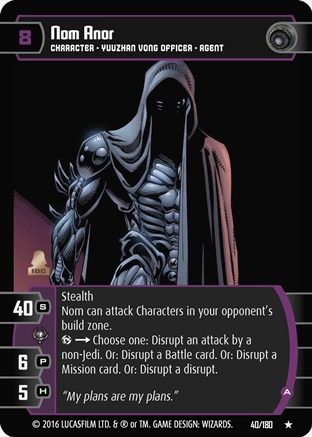 8
Nom Anor
CHARACTER - YUUZHAN VONG OFFICER - AGENT
IDC
40 S
Stealth
Nom can attack Characters in your opponent's
build zone.
→ Choose one: Disrupt an attack by a
non-Jedi. Or: Disrupt a Battle card. Or: Disrupt a
Mission card. Or: Disrupt a disrupt.
6 P
5 H
"My plans are my plans."
A
© 2016 LUCASFILM LTD. & ® or TM. GAME DESIGN: WIZARDS.
40/180 ★